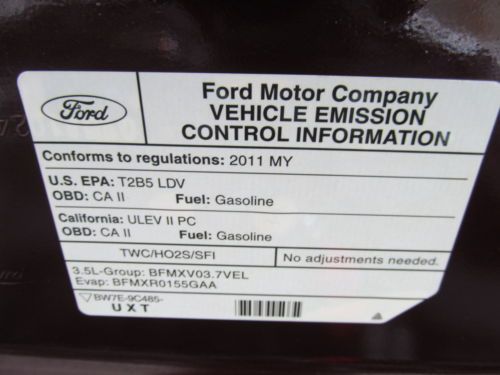 Ford
Ford Motor Company
VEHICLE EMISSION
CONTROL INFORMATION
Conforms to regulations: 2011 MY
U.S. EPA: T2B5 LDV
OBD: CA II Fuel: Gasoline
California: ULEV II PC
OBD: CA II Fuel: Gasoline
TWC/HO2S/SFI No adjustments needed.
3.5L-Group: BFMXV03.7VEL
Evap: BFMXR0155GAA
BW7E-9C485-
UXT